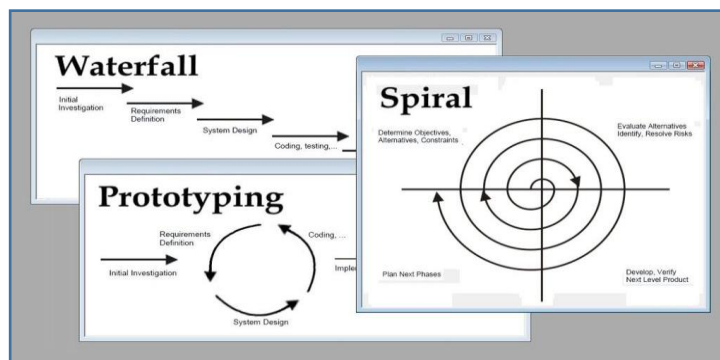 Waterfall
Initial
Investigation
Requirements
Definition
System Design
Coding, testing,...
Prototyping
Requirements
Definition
Coding, ...
Initial Investigation
System Design
Spiral
Determine Objectives,
Alternatives, Constraints
Evaluate Alternatives
Identify, Resolve Risks
Plan Next Phases
Develop, Verify
Next Level Product